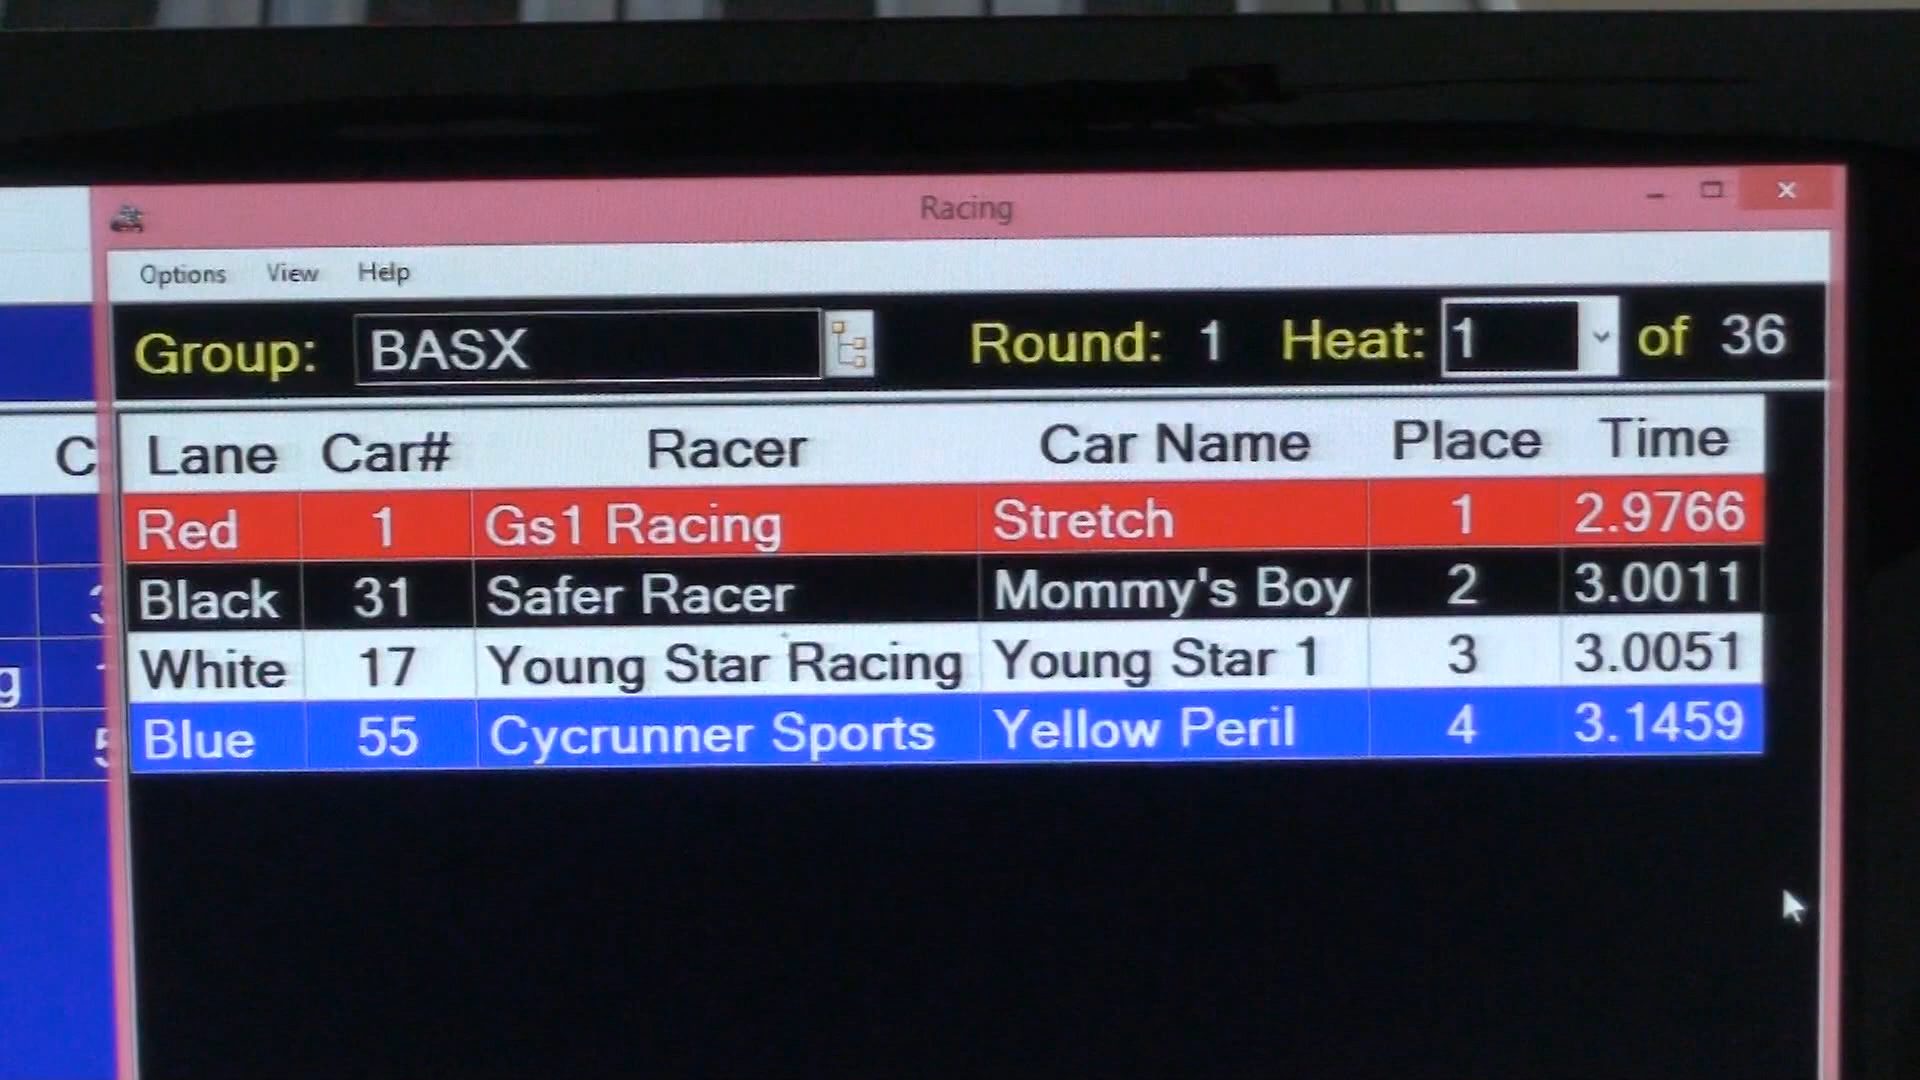 Racing
Options View Help
Group: BASX Round: 1 Heat: 1 of 36
Lane Car# Racer Car Name Place Time
Red 1 Gs1 Racing Stretch 1 2.9766
Black 31 Safer Racer Mommy's Boy 2 3.0011
White 17 Young Star Racing Young Star 1 3 3.0051
Blue 55 Cycrunner Sports Yellow Peril 4 3.1459